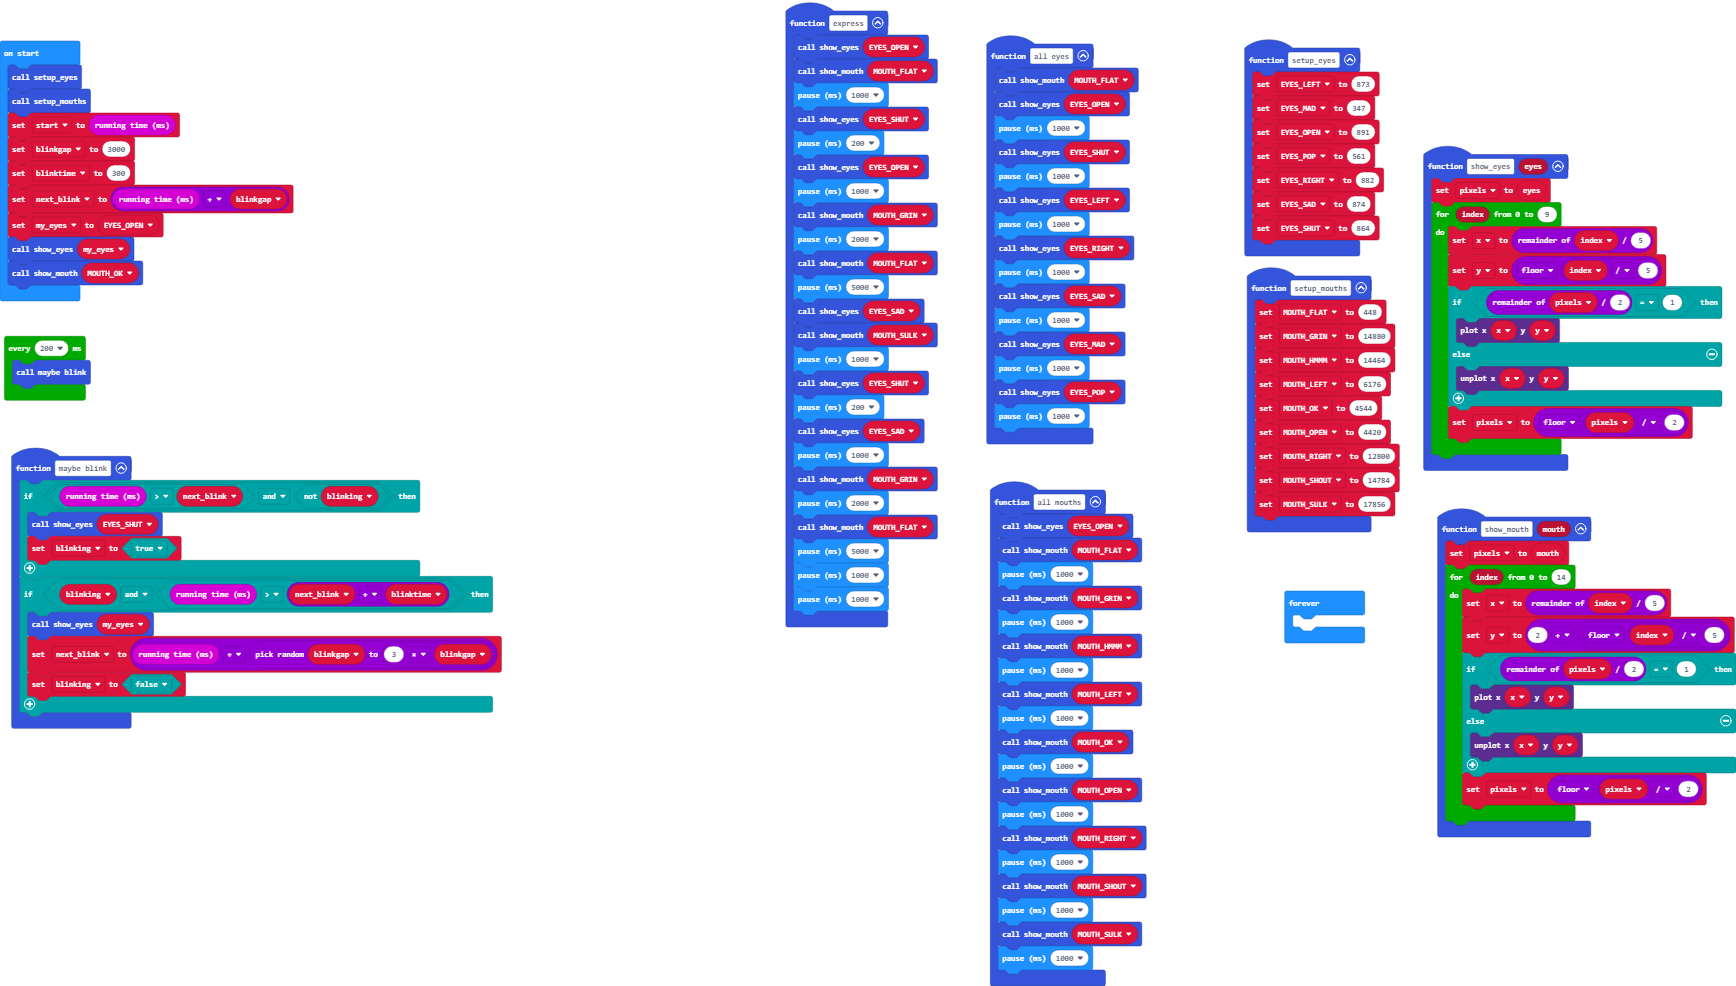 on start
call setup_eyes
call setup_mouths
set start to running time (ms)
set blinkgap to 3000
set blinktime to 300
set next_blink to running time (ms) + blinkgap
set my_eyes to EYES_OPEN
call show_eyes my_eyes
call show_mouth MOUTH_OK
every 200 ms
call maybe blink
function maybe blink
if running time (ms) > next_blink and not blinking then
call show_eyes EYES_SHUT
set blinking to true
if blinking and running time (ms) > next_blink + blinktime then
call show_eyes my_eyes
set next_blink to running time (ms) + pick random blinkgap to 3 × blinkgap
set blinking to false
function express
call show_eyes EYES_OPEN
call show_mouth MOUTH_FLAT
pause (ms) 1000
call show_eyes EYES_SHUT
pause (ms) 200
call show_eyes EYES_OPEN
pause (ms) 1000
call show_mouth MOUTH_GRIN
pause (ms) 2000
call show_mouth MOUTH_FLAT
pause (ms) 5000
call show_eyes EYES_SAD
call show_mouth MOUTH_SULK
pause (ms) 1000
call show_eyes EYES_SHUT
pause (ms) 200
call show_eyes EYES_SAD
pause (ms) 1000
call show_mouth MOUTH_GRIN
pause (ms) 2000
call show_mouth MOUTH_FLAT
pause (ms) 5000
pause (ms) 1000
pause (ms) 1000
function all eyes
call show_mouth MOUTH_FLAT
call show_eyes EYES_OPEN
pause (ms) 1000
call show_eyes EYES_SHUT
pause (ms) 1000
call show_eyes EYES_LEFT
pause (ms) 1000
call show_eyes EYES_RIGHT
pause (ms) 1000
call show_eyes EYES_SAD
pause (ms) 1000
call show_eyes EYES_MAD
pause (ms) 1000
call show_eyes EYES_POP
pause (ms) 1000
function all mouths
call show_eyes EYES_OPEN
call show_mouth MOUTH_FLAT
pause (ms) 1000
call show_mouth MOUTH_GRIN
pause (ms) 1000
call show_mouth MOUTH_HMMM
pause (ms) 1000
call show_mouth MOUTH_LEFT
pause (ms) 1000
call show_mouth MOUTH_OK
pause (ms) 1000
call show_mouth MOUTH_OPEN
pause (ms) 1000
call show_mouth MOUTH_RIGHT
pause (ms) 1000
call show_mouth MOUTH_SHOUT
pause (ms) 1000
call show_mouth MOUTH_SULK
pause (ms) 1000
function setup_eyes
set EYES_LEFT to 873
set EYES_MAD to 347
set EYES_OPEN to 891
set EYES_POP to 561
set EYES_RIGHT to 882
set EYES_SAD to 874
set EYES_SHUT to 864
function setup_mouths
set MOUTH_FLAT to 448
set MOUTH_GRIN to 14880
set MOUTH_HMMM to 14464
set MOUTH_LEFT to 6176
set MOUTH_OK to 4544
set MOUTH_OPEN to 4420
set MOUTH_RIGHT to 12800
set MOUTH_SHOUT to 14784
set MOUTH_SULK to 17856
forever
function show_eyes eyes
set pixels to eyes
for index from 0 to 9
do set x to remainder of index / 5
set y to floor index / 5
if remainder of pixels / 2 = 1 then
plot x x y y
else
unplot x x y y
set pixels to floor pixels / 2
function show_mouth mouth
set pixels to mouth
for index from 0 to 14
do set x to remainder of index / 5
set y to 2 + floor index / 5
if remainder of pixels / 2 = 1 then
plot x x y y
else
unplot x x y y
set pixels to floor pixels / 2